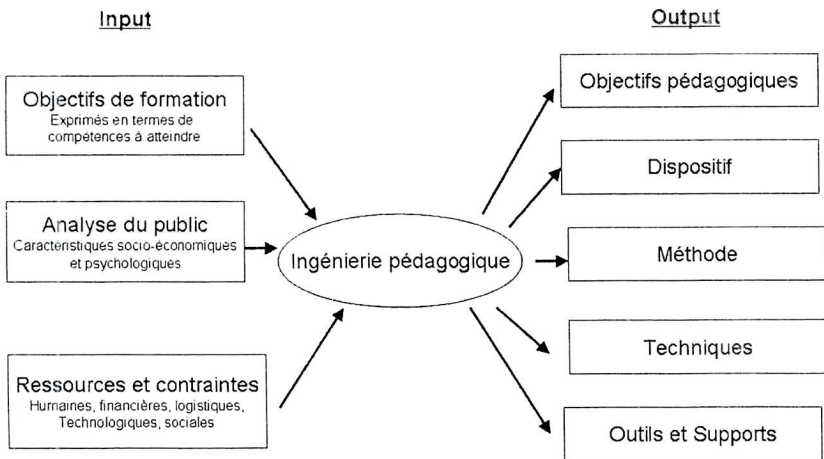 Input
Output
Objectifs de formation
Exprimés en termes de
compétences à atteindre
Analyse du public
Caractéristiques socio-économiques
et psychologiques
Ressources et contraintes
Humaines, financières, logistiques,
Technologiques, sociales
Ingénierie pédagogique
Objectifs pédagogiques
Dispositif
Méthode
Techniques
Outils et Supports